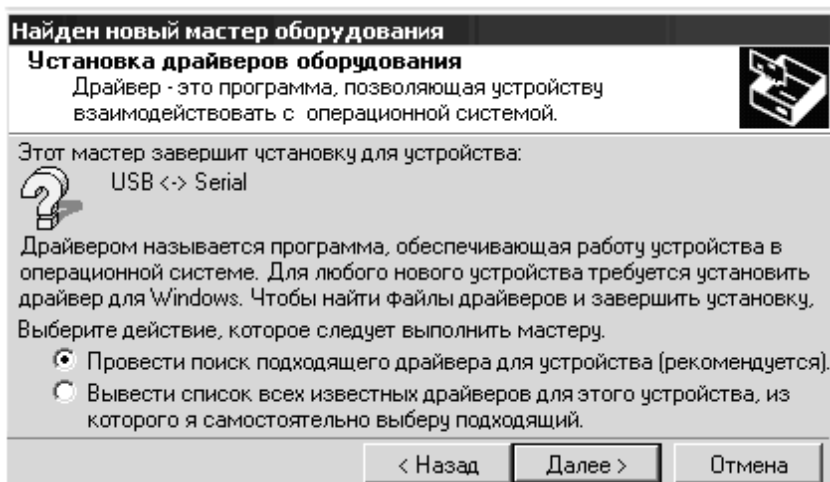 Найден новый мастер оборудования
Установка драйверов оборудования
Драйвер - это программа, позволяющая устройству
взаимодействовать с операционной системой.
Этот мастер завершит установку для устройства:
USB <-> Serial
Драйвером называется программа, обеспечивающая работу устройства в
операционной системе. Для любого нового устройства требуется установить
драйвер для Windows. Чтобы найти файлы драйверов и завершить установку,
Выберите действие, которое следует выполнить мастеру.
Провести поиск подходящего драйвера для устройства (рекомендуется).
Вывести список всех известных драйверов для этого устройства, из
которого я самостоятельно выберу подходящий.
< Назад Далее > Отмена